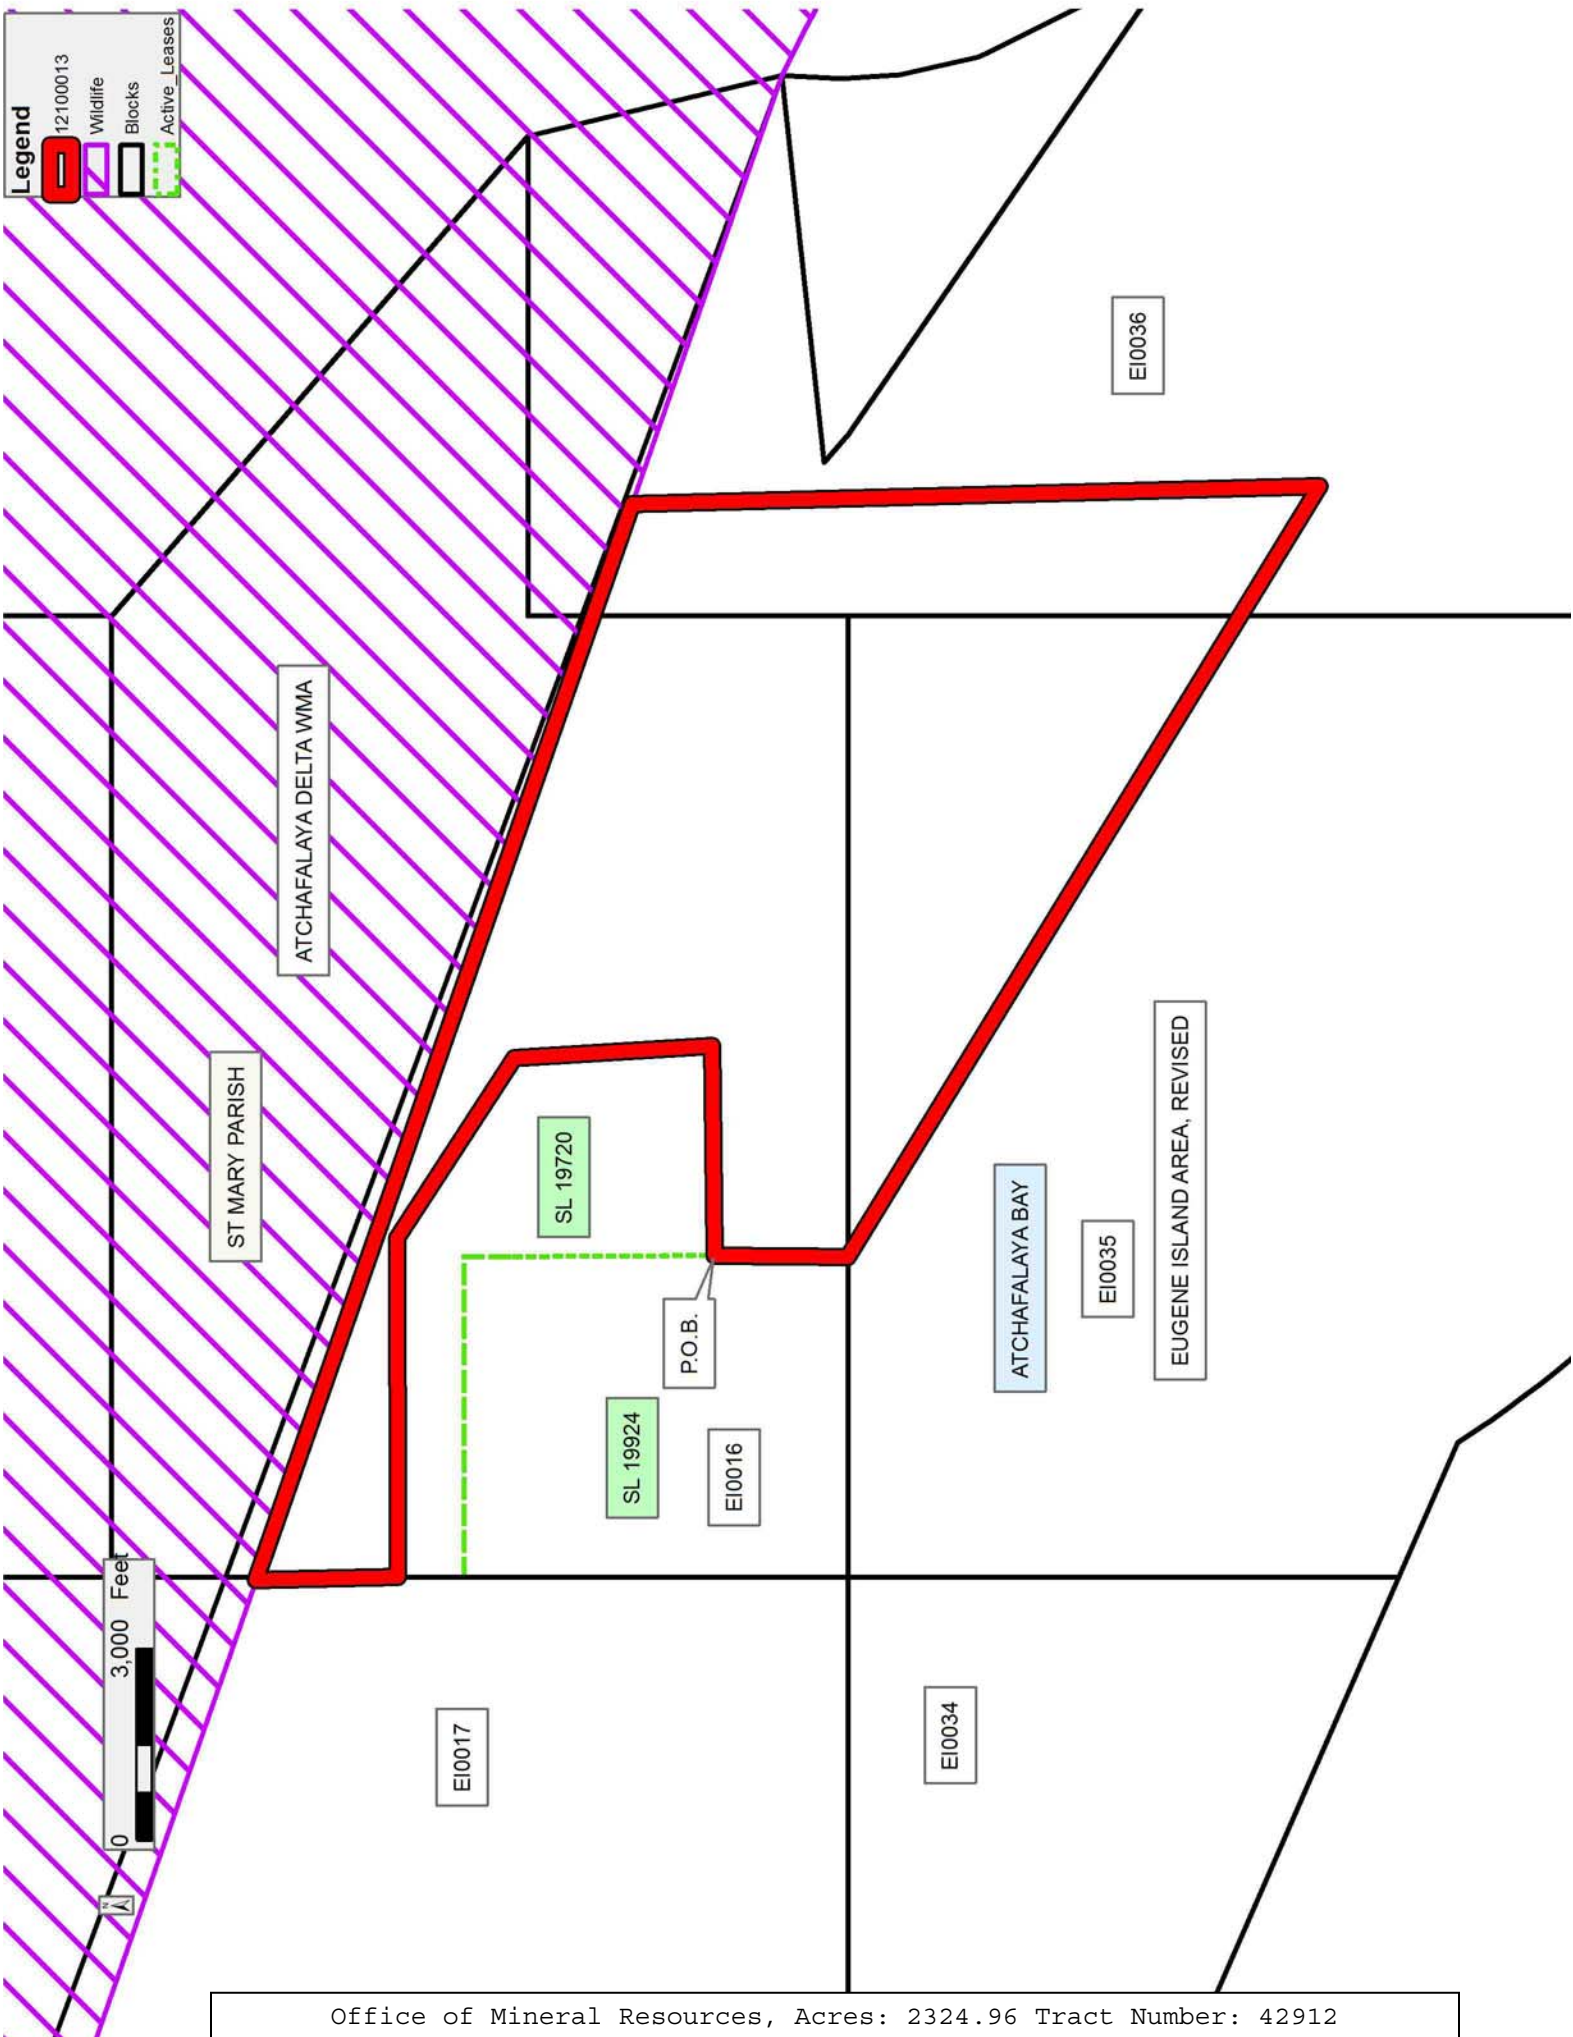 Legend
12100013
Wildlife
Blocks
Active_Leases
0 3,000 Feet
N
ST MARY PARISH
ATCHAFALAYA DELTA WMA
EI0017
SL 19924
SL 19720
P.O.B.
EI0016
EI0036
EI0034
ATCHAFALAYA BAY
EI0035
EUGENE ISLAND AREA, REVISED
Office of Mineral Resources, Acres: 2324.96 Tract Number: 42912